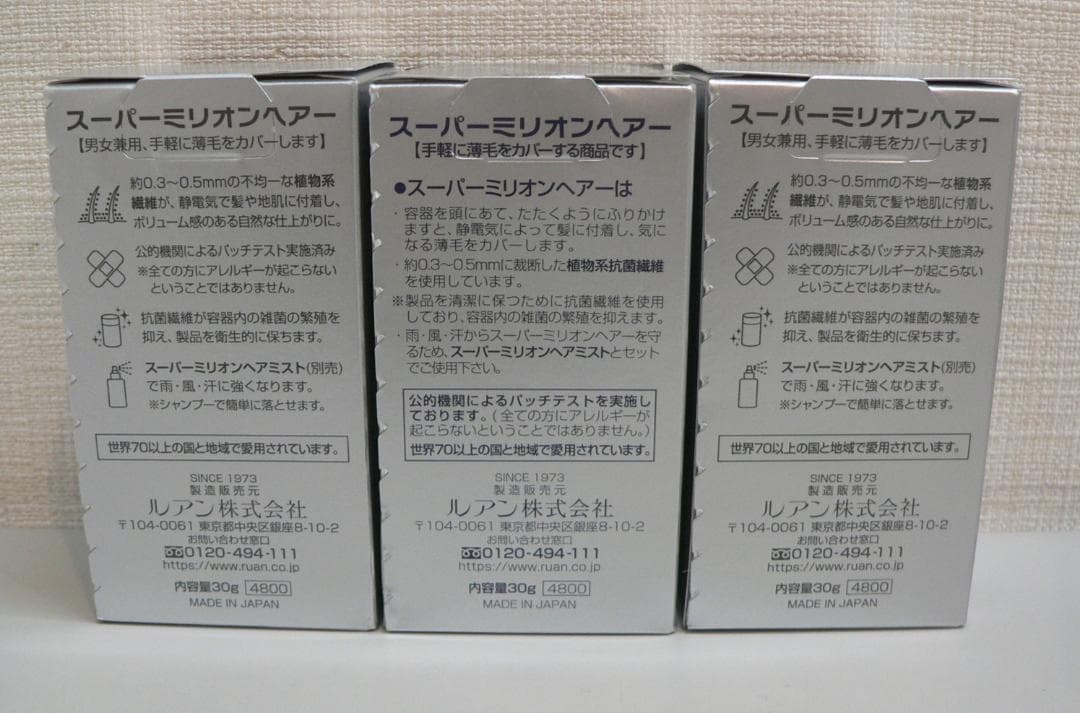 スーパーミリオンヘアー
【男女兼用、手軽に薄毛をカバーします】
約0.3〜0.5mmの不均一な植物系
繊維が、静電気で髪や地肌に付着し、
ボリューム感のある自然な仕上がりに。
公的機関によるパッチテスト実施済み
※全ての方にアレルギーが起こらない
ということではありません。
抗菌繊維が容器内の雑菌の繁殖を
抑え、製品を衛生的に保ちます。
スーパーミリオンヘアミスト(別売)
で雨・風・汗に強くなります。
※シャンプーで簡単に落とせます。
世界70以上の国と地域で愛用されています。
SINCE 1973
製造販売元
ルアン株式会社
〒104-0061 東京都中央区銀座8-10-2
お問い合わせ窓口
0120-494-111
https://www.ruan.co.jp
内容量30g 4800
MADE IN JAPAN
スーパーミリオンヘアー
【手軽に薄毛をカバーする商品です】
●スーパーミリオンヘアーは
・容器を頭にあて、たたくようにふりかけ
ますと、静電気によって髪に付着し、気に
なる薄毛をカバーします。
・約0.3〜0.5mmに裁断した植物系抗菌繊維
を使用しています。
※製品を清潔に保つために抗菌繊維を使用
しており、容器内の雑菌の繁殖を抑えます。
・雨・風・汗からスーパーミリオンヘアーを守
るため、スーパーミリオンヘアミストとセット
でご使用下さい。
公的機関によるパッチテストを実施し
ております。(全ての方にアレルギーが
起こらないということではありません。)
世界70以上の国と地域で愛用されています。
SINCE 1973
製造販売元
ルアン株式会社
〒104-0061 東京都中央区銀座8-10-2
お問い合わせ窓口
0120-494-111
https://www.ruan.co.jp
内容量30g 4800
MADE IN JAPAN
スーパーミリオンヘアー
【男女兼用、手軽に薄毛をカバーします】
約0.3〜0.5mmの不均一な植物系
繊維が、静電気で髪や地肌に付着し、
ボリューム感のある自然な仕上がりに。
公的機関によるパッチテスト実施済み
※全ての方にアレルギーが起こらない
ということではありません。
抗菌繊維が容器内の雑菌の繁殖を
抑え、製品を衛生的に保ちます。
スーパーミリオンヘアミスト(別売)
で雨・風・汗に強くなります。
※シャンプーで簡単に落とせます。
世界70以上の国と地域で愛用されています。
SINCE 1973
製造販売元
ルアン株式会社
〒104-0061 東京都中央区銀座8-10-2
お問い合わせ窓口
0120-494-111
https://www.ruan.co.jp
内容量30g 4800
MADE IN JAPAN